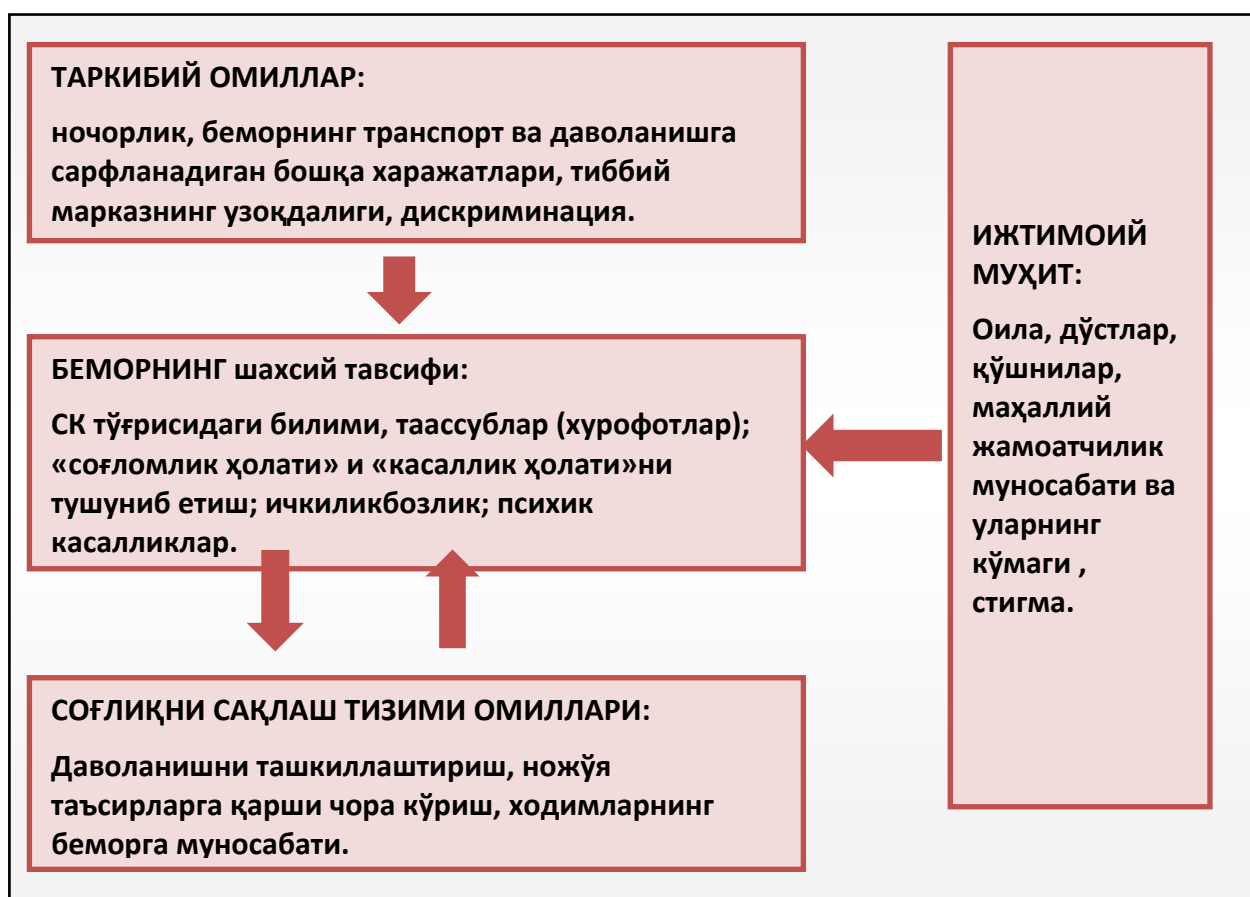 ТАРКИБИЙ ОМИЛЛАР:
ночорлик, беморнинг транспорт ва даволанишга
сарфланадиган бошқа харажатлари, тиббий
марказнинг узоқдалиги, дискриминация.
БЕМОРНИНГ шахсий тавсифи:
СК тўғрисидаги билими, таассублар (хурофотлар);
«соғломлик ҳолати» и «касаллик ҳолати»ни
тушуниб етиш; ичкиликбозлик; психик
касалликлар.
СОҒЛИҚНИ САҚЛАШ ТИЗИМИ ОМИЛЛАРИ:
Даволанишни ташкиллаштириш, ножўя
таъсирларга қарши чора кўриш, ходимларнинг
беморга муносабати.
ИЖТИМОИЙ
МУҲИТ:
Оила, дўстлар,
қўшнилар,
маҳаллий
жамоатчилик
муносабати ва
уларнинг
кўмаги ,
стигма.